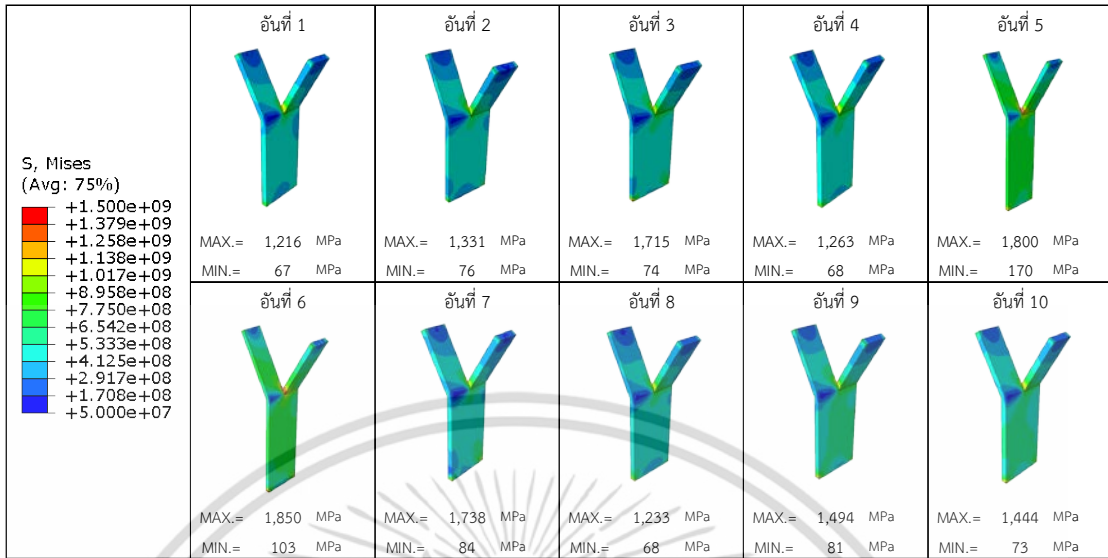 S, Mises
(Avg: 75%)
+1.500e+09
+1.379e+09
+1.258e+09
+1.138e+09
+1.017e+09
+8.958e+08
+7.750e+08
+6.542e+08
+5.333e+08
+4.125e+08
+2.917e+08
+1.708e+08
+5.000e+07
อันที่ 1
MAX.= 1,216 MPa
MIN.= 67 MPa
อันที่ 2
MAX.= 1,331 MPa
MIN.= 76 MPa
อันที่ 3
MAX.= 1,715 MPa
MIN.= 74 MPa
อันที่ 4
MAX.= 1,263 MPa
MIN.= 68 MPa
อันที่ 5
MAX.= 1,800 MPa
MIN.= 170 MPa
อันที่ 6
MAX.= 1,850 MPa
MIN.= 103 MPa
อันที่ 7
MAX.= 1,738 MPa
MIN.= 84 MPa
อันที่ 8
MAX.= 1,233 MPa
MIN.= 68 MPa
อันที่ 9
MAX.= 1,494 MPa
MIN.= 81 MPa
อันที่ 10
MAX.= 1,444 MPa
MIN.= 73 MPa